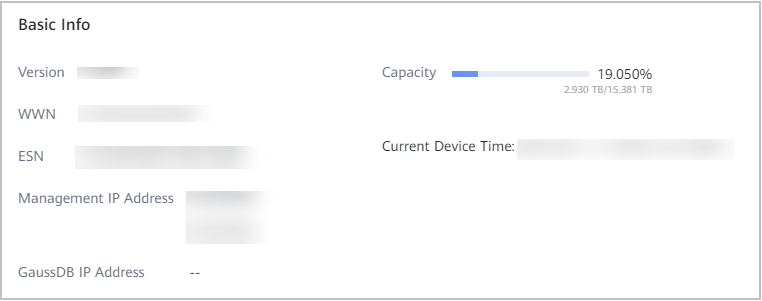 Basic Info
Version
Capacity 19.050%
2.930 TB/15.381 TB
WWN
Current Device Time:
ESN
Management IP Address
GaussDB IP Address --